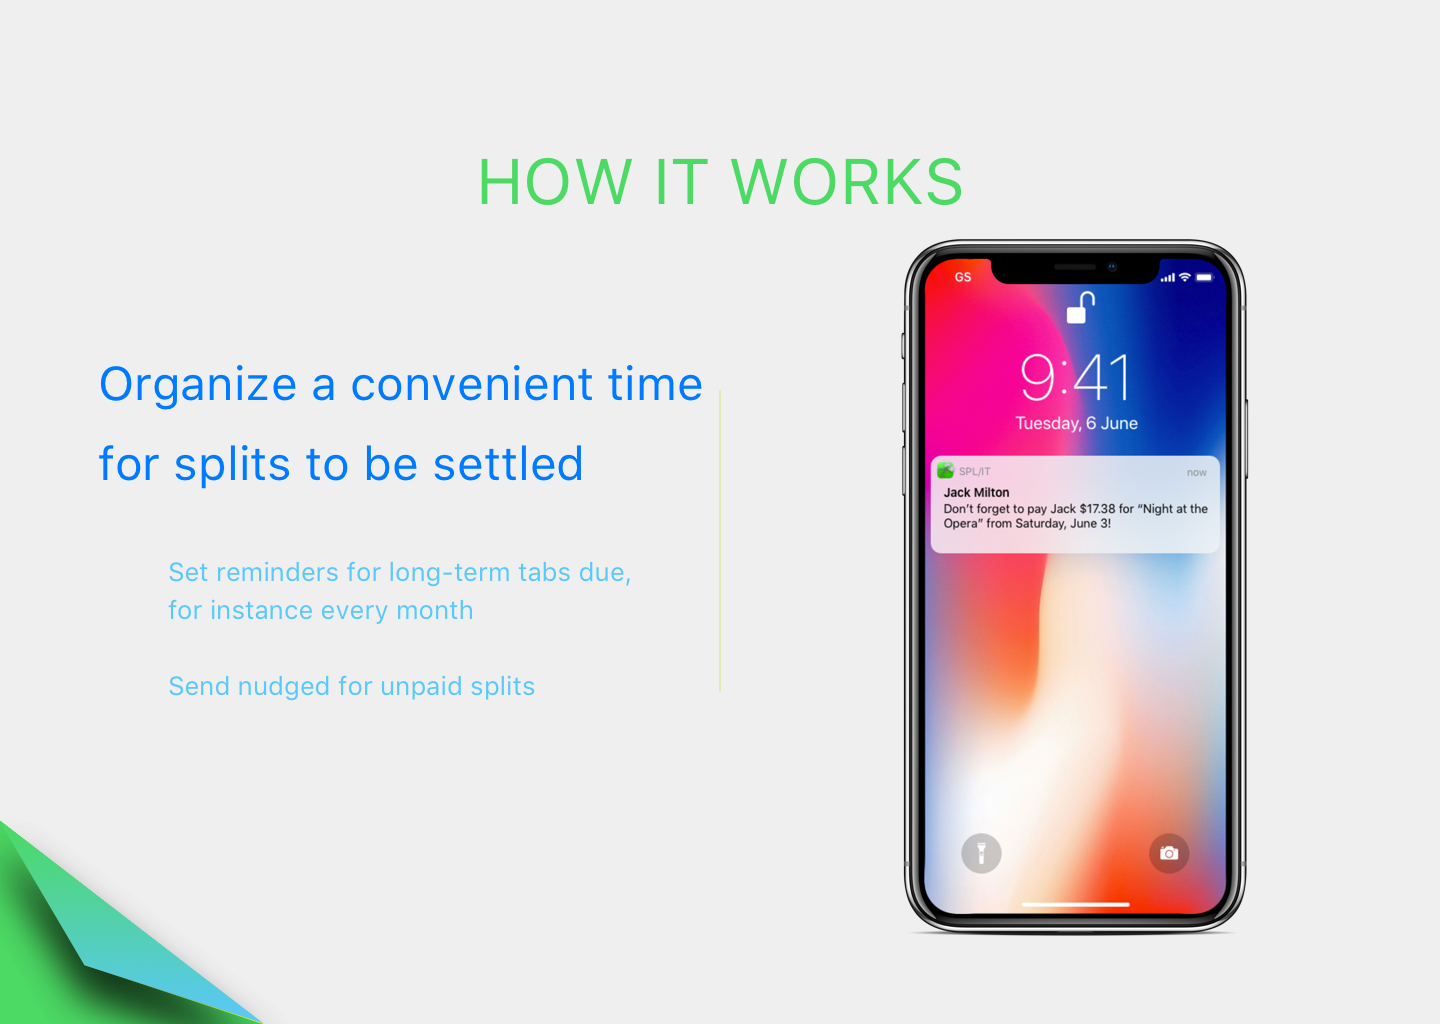 HOW IT WORKS
Organize a convenient time
for splits to be settled
Set reminders for long-term tabs due,
for instance every month
Send nudged for unpaid splits
GS
9:41
Tuesday, 6 June
SPL/IT now
Jack Milton
Don’t forget to pay Jack $17.38 for “Night at the
Opera” from Saturday, June 3!